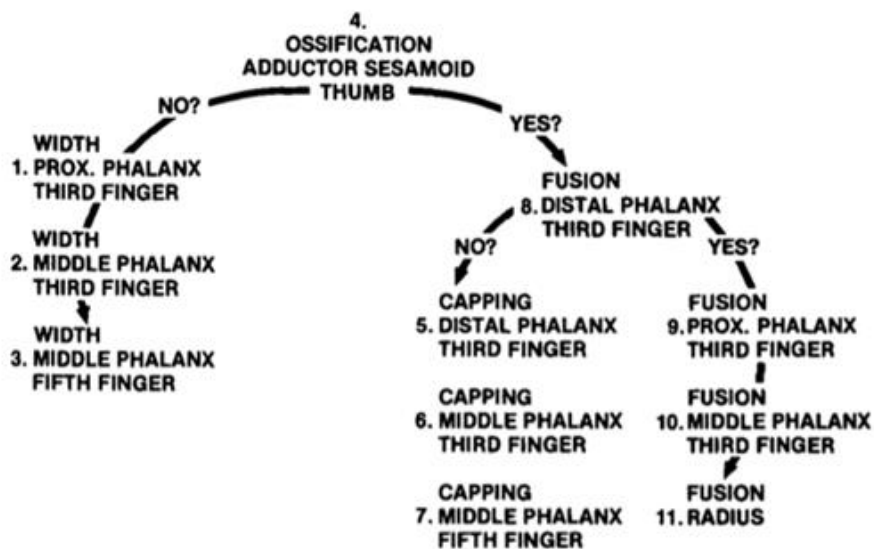 4.
OSSIFICATION
ADDUCTOR SESAMOID
THUMB
NO?
YES?
WIDTH
1. PROX. PHALANX
THIRD FINGER
WIDTH
2. MIDDLE PHALANX
THIRD FINGER
WIDTH
3. MIDDLE PHALANX
FIFTH FINGER
FUSION
8. DISTAL PHALANX
THIRD FINGER
NO?
YES?
CAPPING
5. DISTAL PHALANX
THIRD FINGER
CAPPING
6. MIDDLE PHALANX
THIRD FINGER
CAPPING
7. MIDDLE PHALANX
FIFTH FINGER
FUSION
9. PROX. PHALANX
THIRD FINGER
FUSION
10. MIDDLE PHALANX
THIRD FINGER
FUSION
11. RADIUS